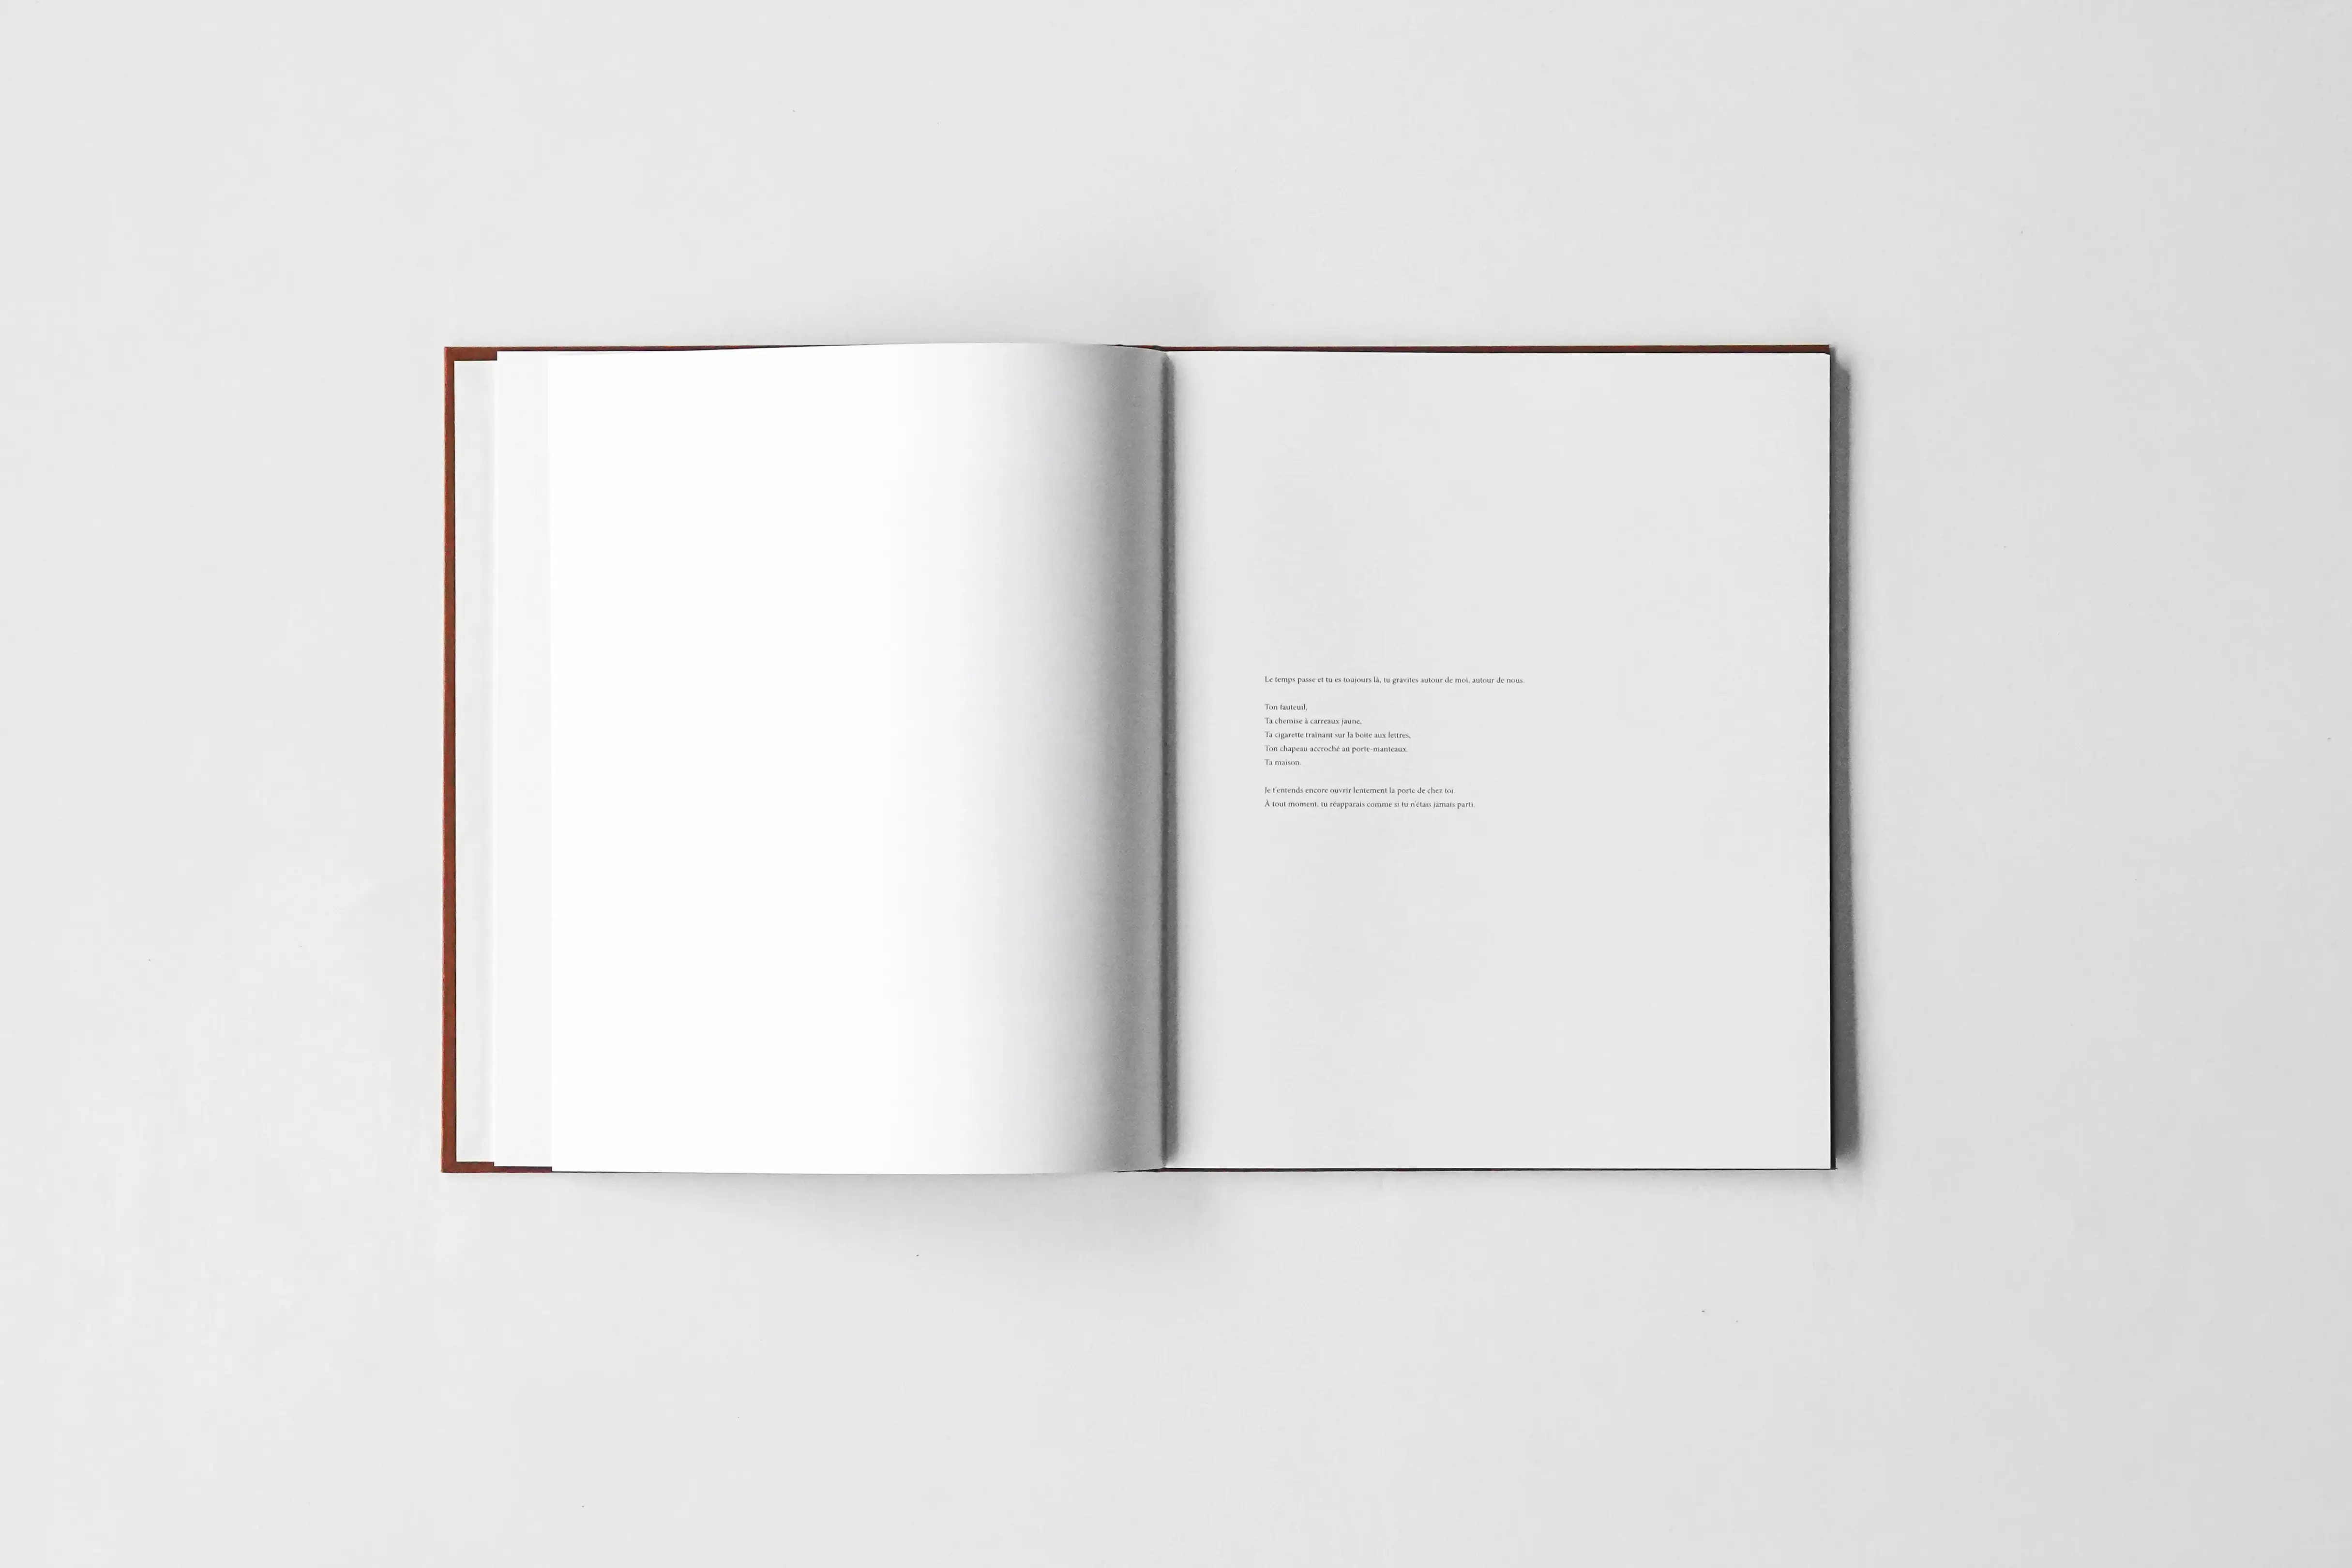 Le temps passe et tu es toujours là, tu gravites autour de moi, autour de nous.
Ton fauteuil,
Ta chemise à carreaux jaune,
Ta cigarette traînant sur la boîte aux lettres,
Ton chapeau accroché au porte-manteaux.
Ta maison.
Je t'entends encore ouvrir lentement la porte de chez toi.
À tout moment, tu réapparais comme si tu n'étais jamais parti.